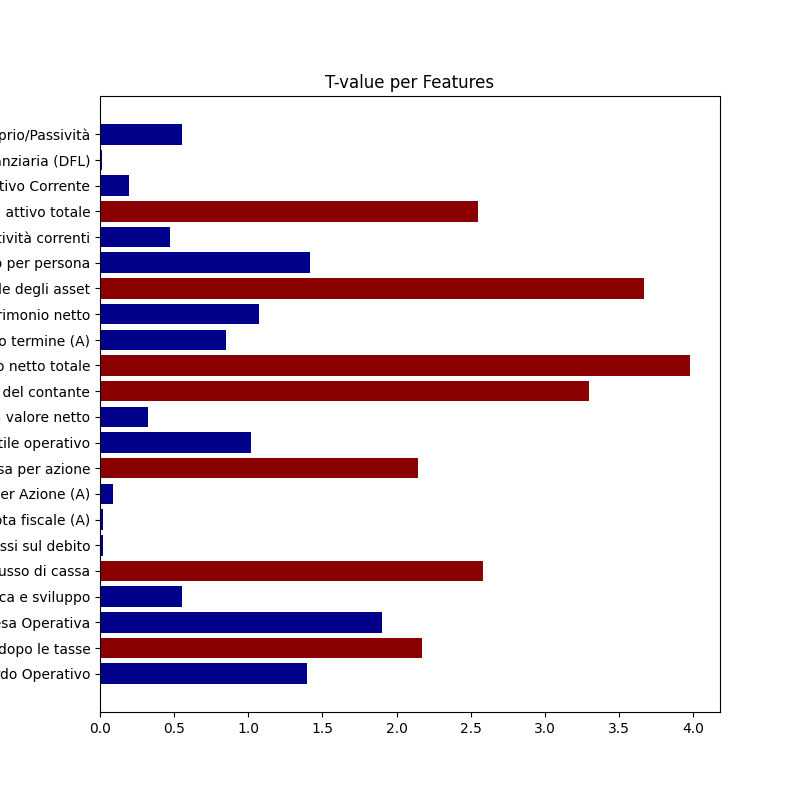 T-value per Features
prio/Passività
nziaria (DFL)
tivo Corrente
attivo totale
tività correnti
o per persona
le degli asset
rimonio netto
o termine (A)
o netto totale
del contante
valore netto
tile operativo
sa per azione
er Azione (A)
ota fiscale (A)
ssi sul debito
usso di cassa
ca e sviluppo
esa Operativa
dopo le tasse
do Operativo
0.0 0.5 1.0 1.5 2.0 2.5 3.0 3.5 4.0